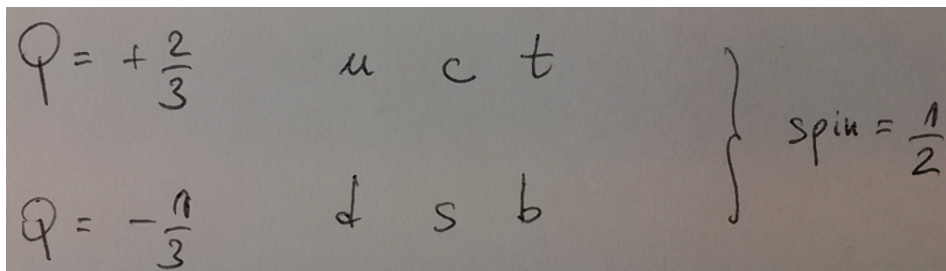 Q = + 2/3 u c t
} spin = 1/2
Q = - 1/3 d s b